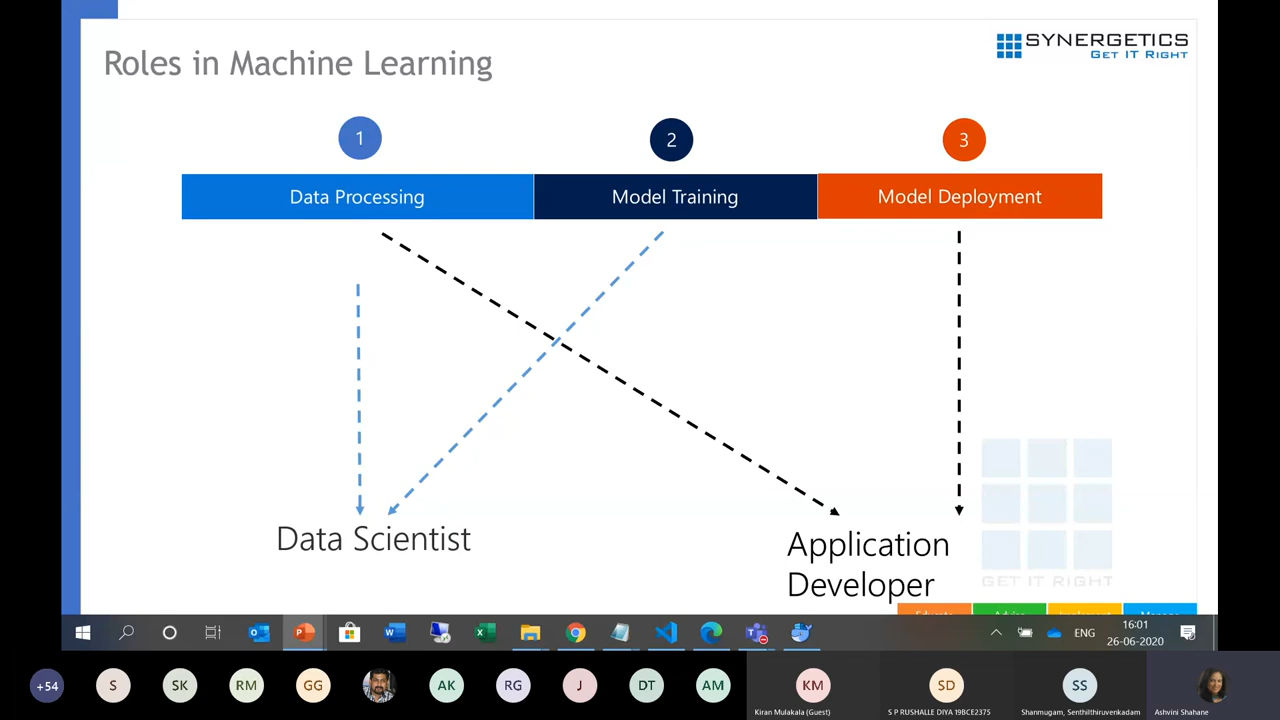 Roles in Machine Learning
SYNERGETICS
GET IT RIGHT
1
2
3
Data Processing
Model Training
Model Deployment
Data Scientist
Application
Developer
GET IT RIGHT
ENG
16:01
26-06-2020
+54
S
SK
RM
GG
AK
RG
J
DT
AM
KM
SD
SS
Kiran Mulakala (Guest)
S P RUSHALLE DIYA 19BCE2375
Shanmugam, Senthilthiruvenkadam
Ashvini Shahane